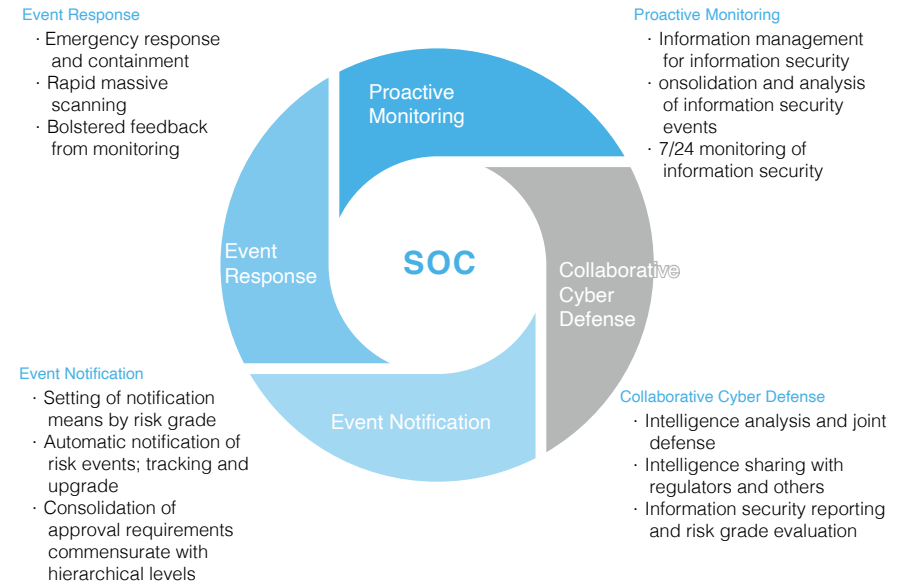 Event Response
· Emergency response
and containment
· Rapid massive
scanning
· Bolstered feedback
from monitoring
Proactive Monitoring
· Information management
for information security
· onsolidation and analysis
of information security
events
· 7/24 monitoring of
information security
Proactive
Monitoring
Event
Response
SOC
Collaborative
Cyber
Defense
Event Notification
Event Notification
· Setting of notification
means by risk grade
· Automatic notification of
risk events; tracking and
upgrade
· Consolidation of
approval requirements
commensurate with
hierarchical levels
Collaborative Cyber Defense
· Intelligence analysis and joint
defense
· Intelligence sharing with
regulators and others
· Information security reporting
and risk grade evaluation